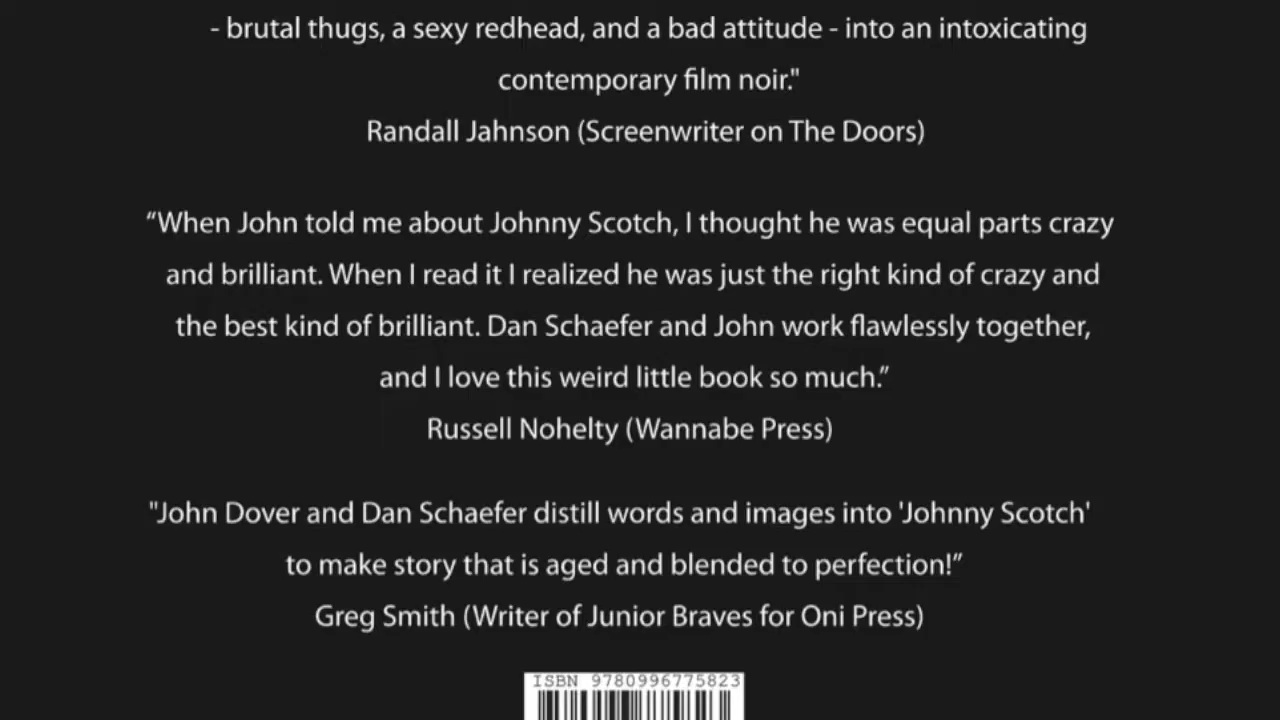 - brutal thugs, a sexy redhead, and a bad attitude - into an intoxicating
contemporary film noir."
Randall Jahnson (Screenwriter on The Doors)
“When John told me about Johnny Scotch, I thought he was equal parts crazy
and brilliant. When I read it I realized he was just the right kind of crazy and
the best kind of brilliant. Dan Schaefer and John work flawlessly together,
and I love this weird little book so much.”
Russell Nohelty (Wannabe Press)
"John Dover and Dan Schaefer distill words and images into 'Johnny Scotch'
to make story that is aged and blended to perfection!”
Greg Smith (Writer of Junior Braves for Oni Press)
ISBN 9780996775823